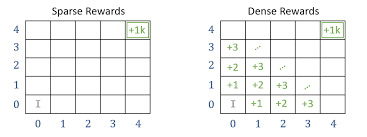 Sparse Rewards Dense Rewards
4 +1k 4 +1k
3 3 +3
2 2 +2 +3
1 1 +1 +2 +3
0 I 0 I +1 +2 +3
0 1 2 3 4 0 1 2 3 4